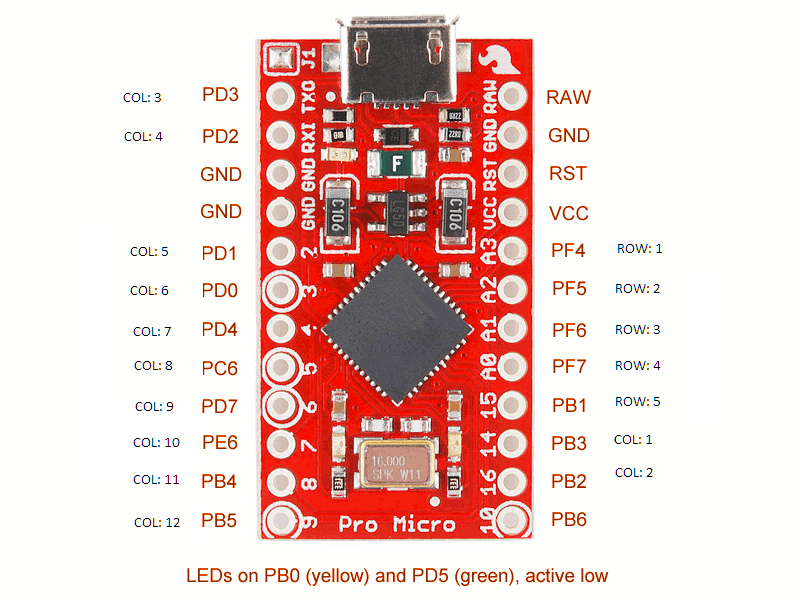 J1
COL: 3 PD3 TXO RAW RAW
COL: 4 PD2 RXI GND GND
GND GND RST RST
GND GND VCC VCC
COL: 5 PD1 2 A3 PF4 ROW: 1
COL: 6 PD0 3 A2 PF5 ROW: 2
COL: 7 PD4 4 A1 PF6 ROW: 3
COL: 8 PC6 5 A0 PF7 ROW: 4
COL: 9 PD7 6 15 PB1 ROW: 5
COL: 10 PE6 7 14 PB3 COL: 1
COL: 11 PB4 8 16 PB2 COL: 2
COL: 12 PB5 9 10 PB6
F
C106
LG50
C106
16.000
SPK W11
Pro Micro
LEDs on PB0 (yellow) and PD5 (green), active low